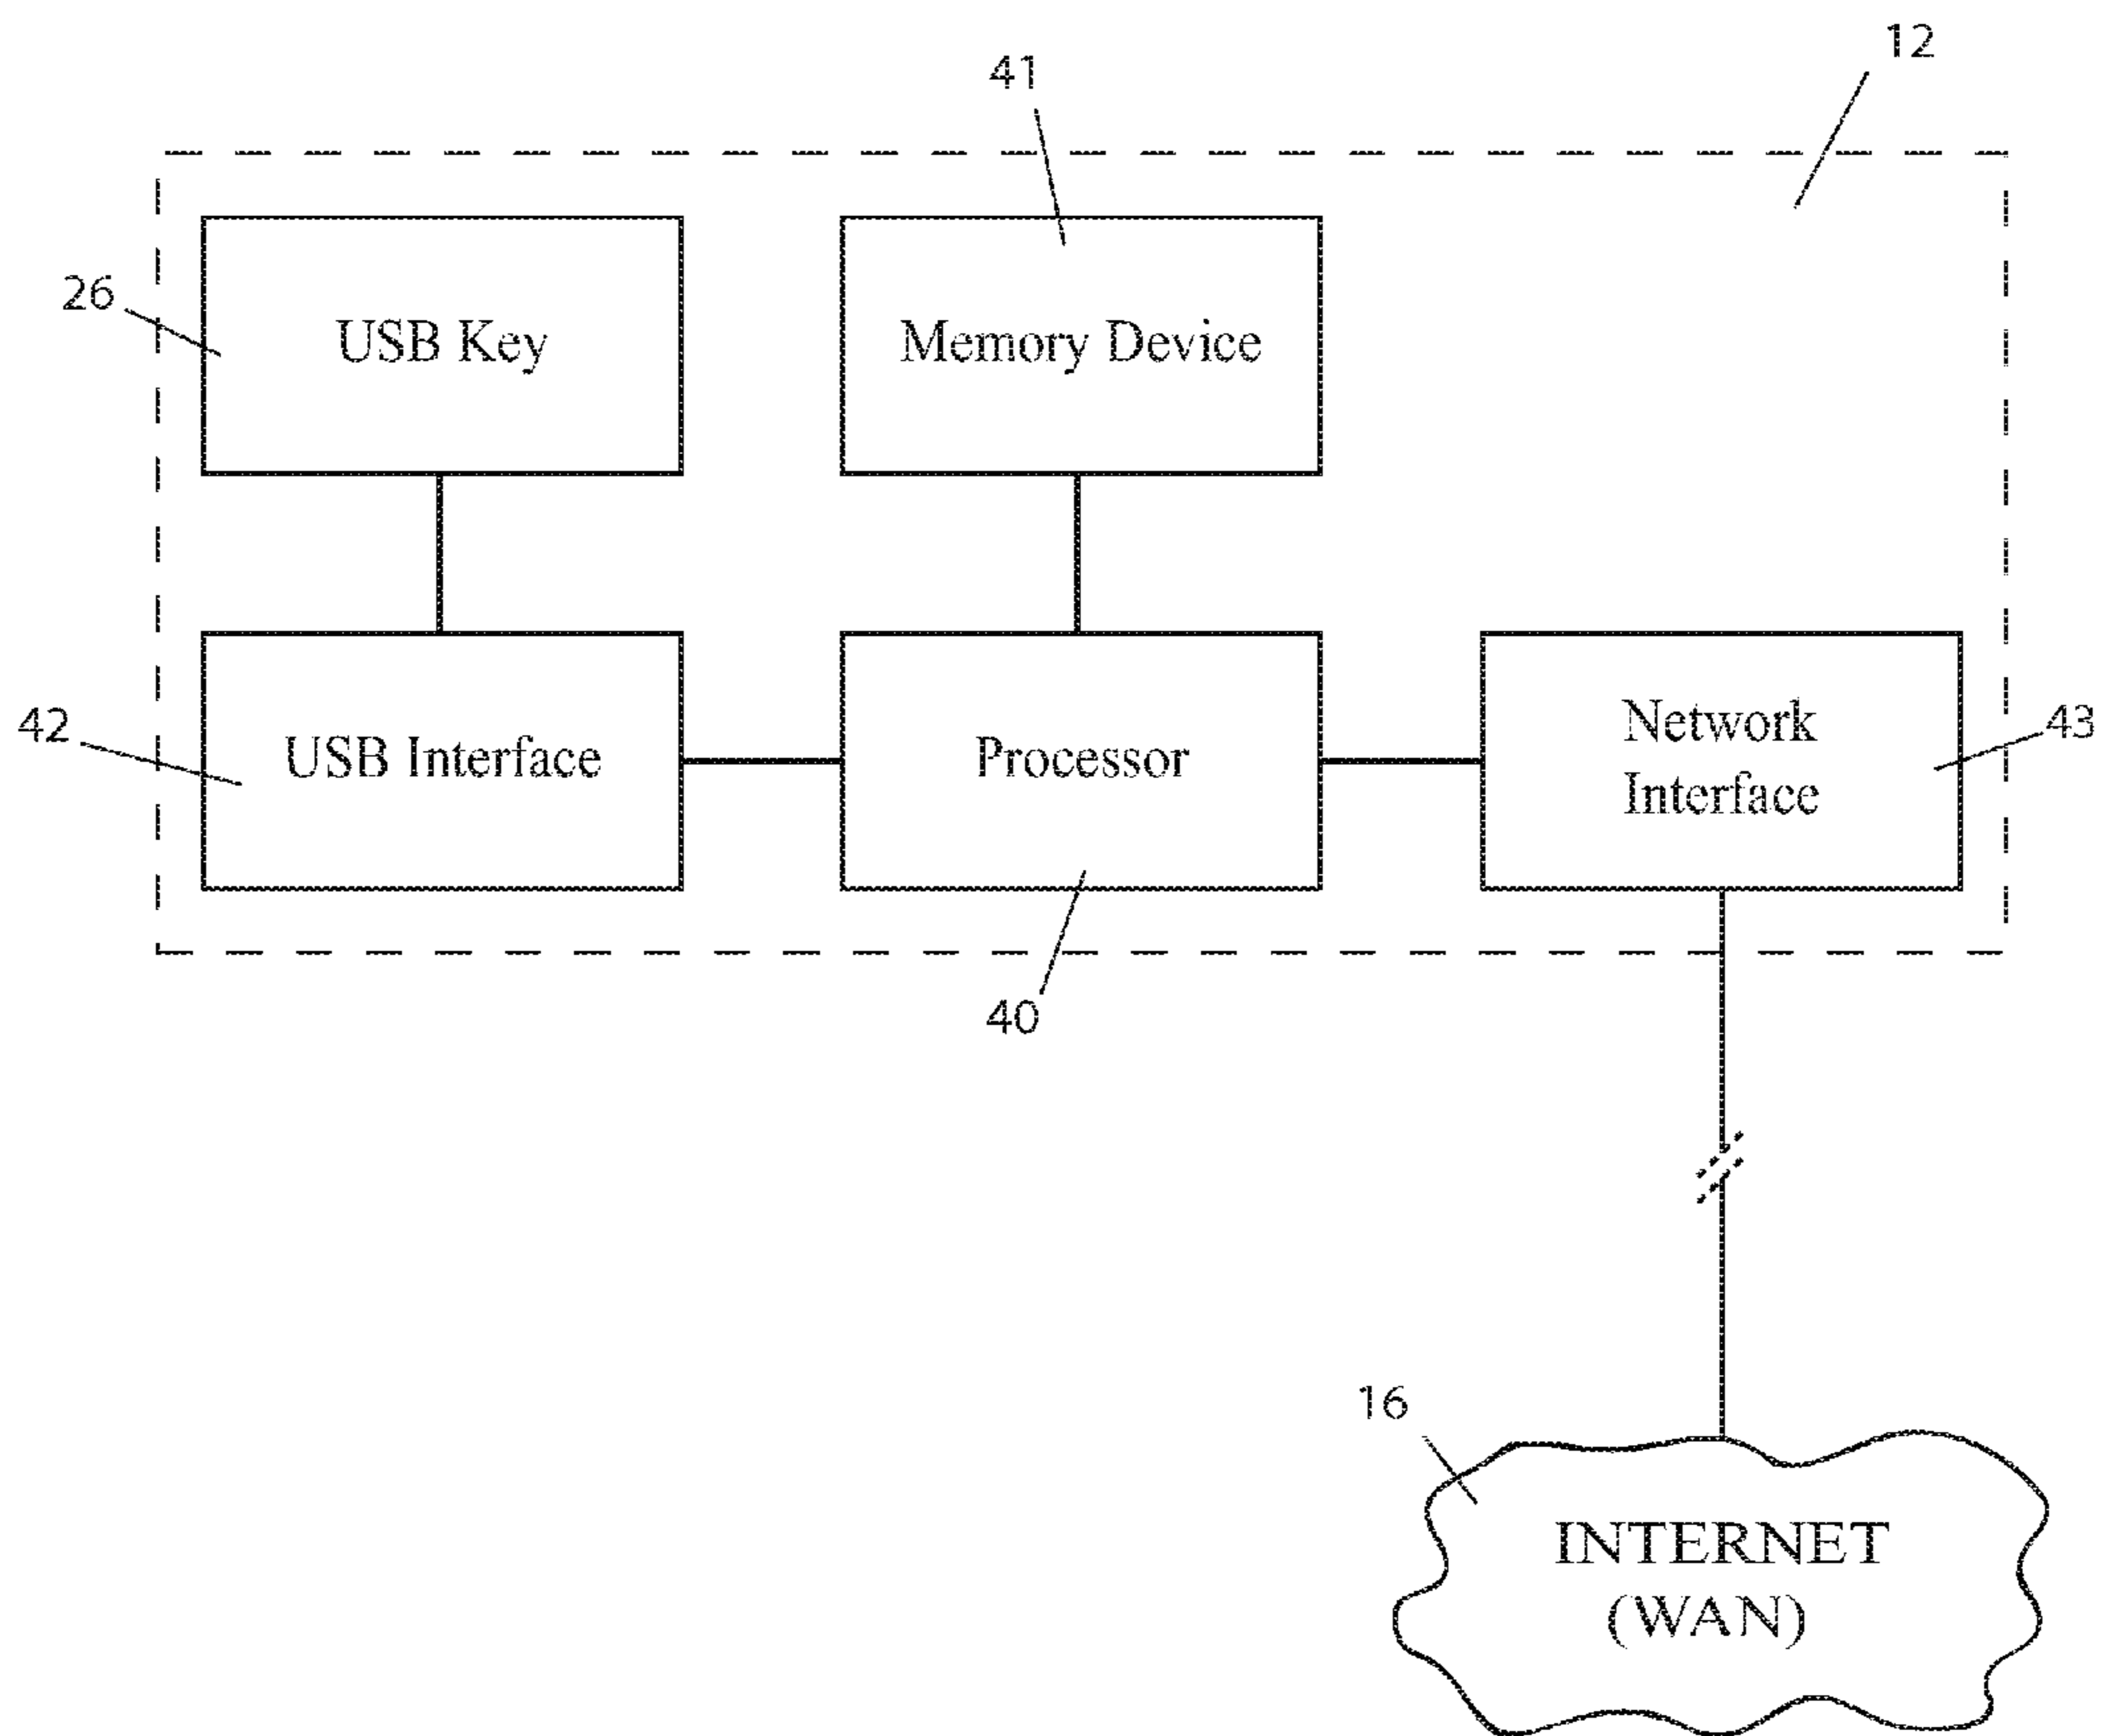 12
41
26
USB Key
Memory Device
42
USB Interface
Processor
Network
Interface
43
40
16
INTERNET
(WAN)